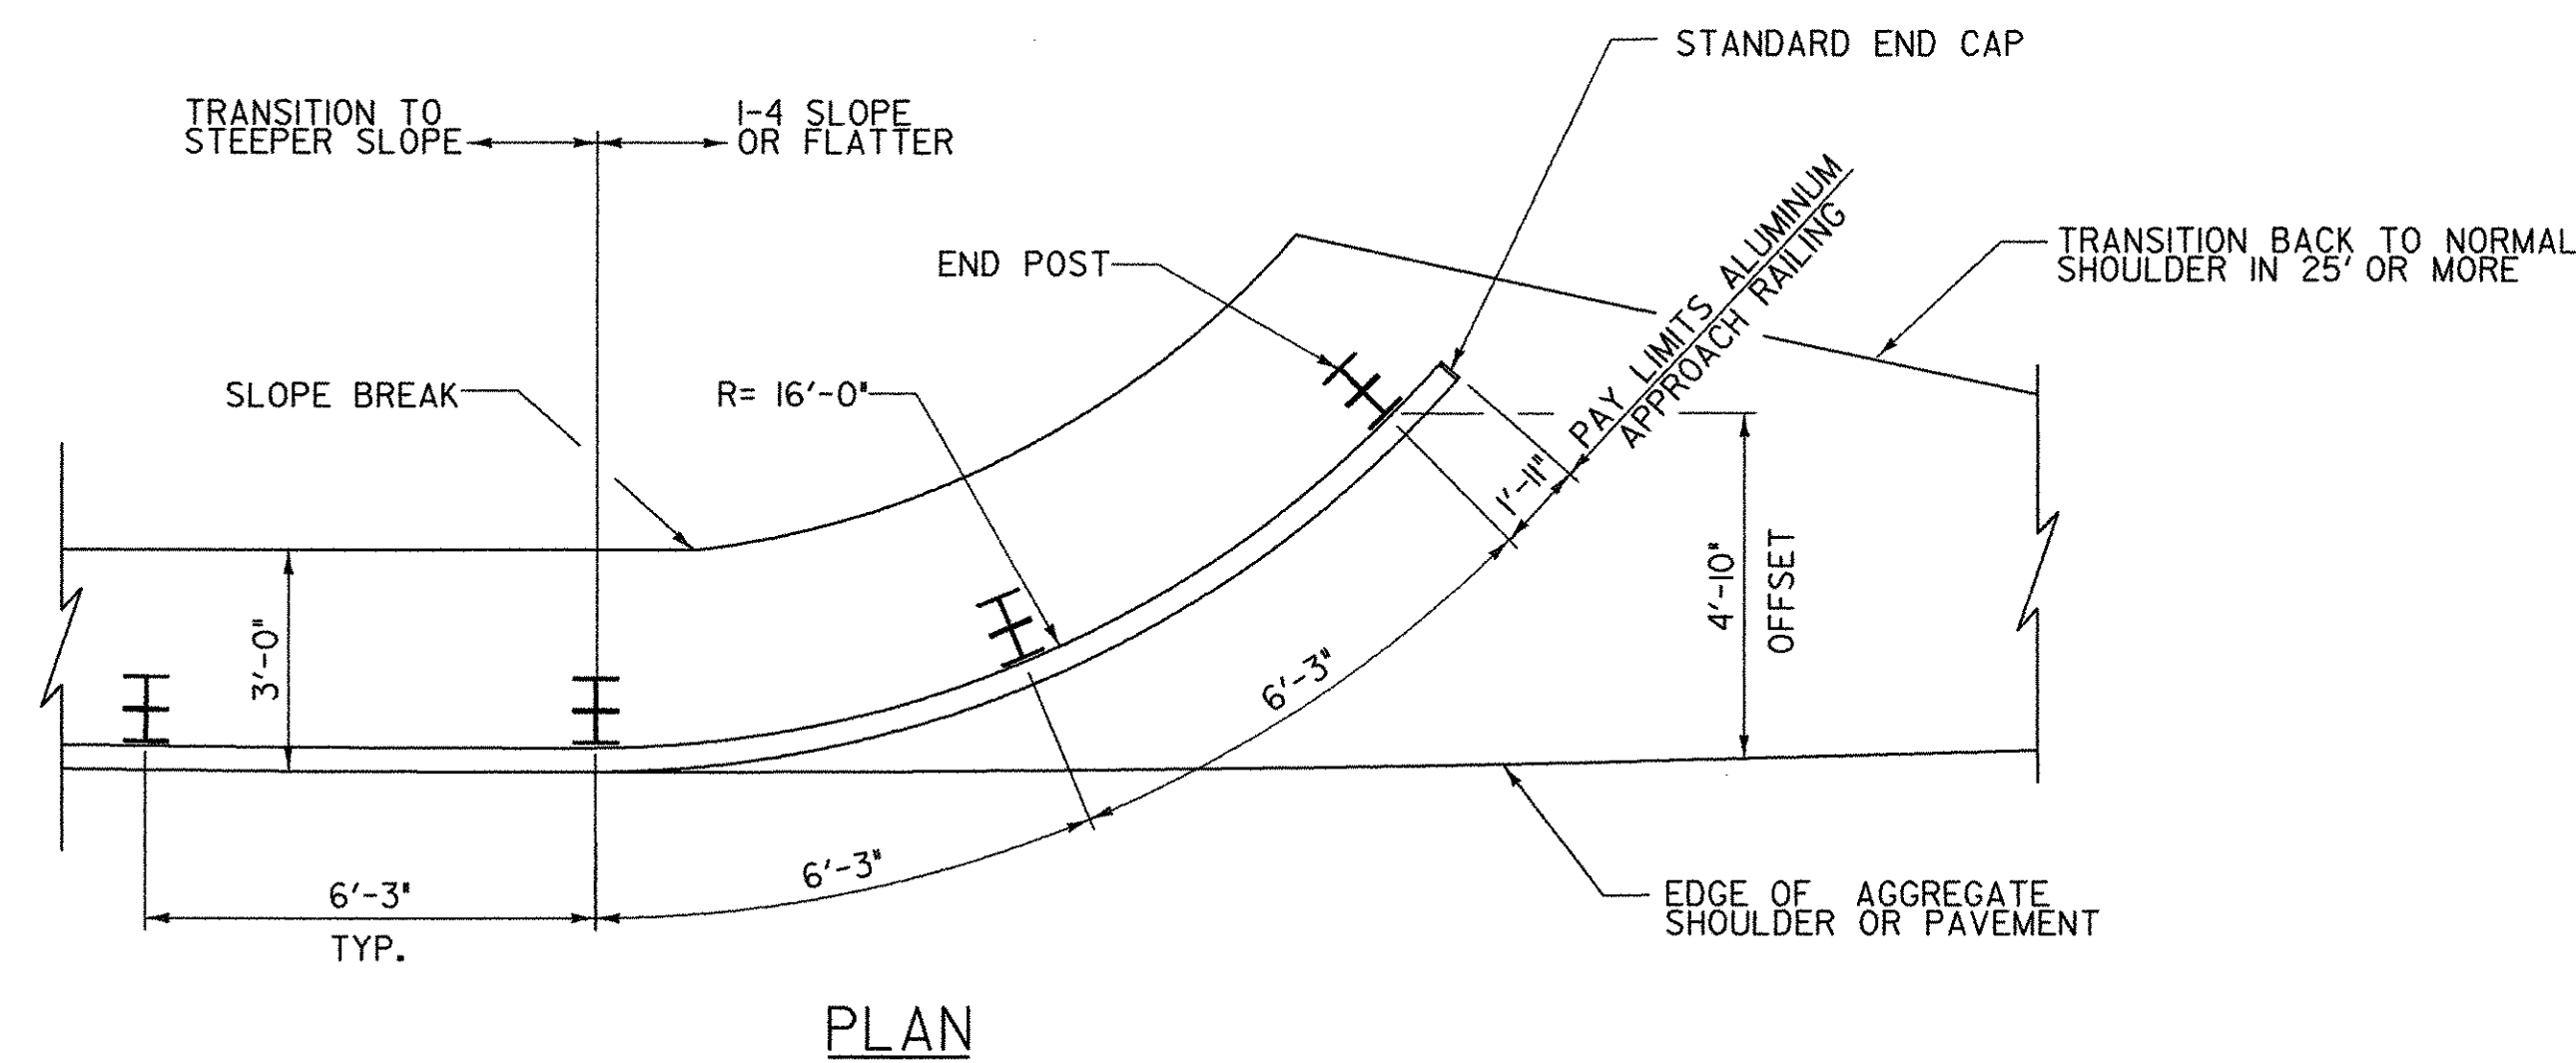 STANDARD END CAP
TRANSITION TO
STEEPER SLOPE
1-4 SLOPE
OR FLATTER
PAY LIMITS ALUMINUM
APPROACH RAILING
TRANSITION BACK TO NORMAL
SHOULDER IN 25' OR MORE
END POST
SLOPE BREAK
R= 16'-0"
1'-11"
4'-10"
OFFSET
3'-0"
6'-3"
6'-3"
6'-3"
TYP.
EDGE OF AGGREGATE
SHOULDER OR PAVEMENT
PLAN